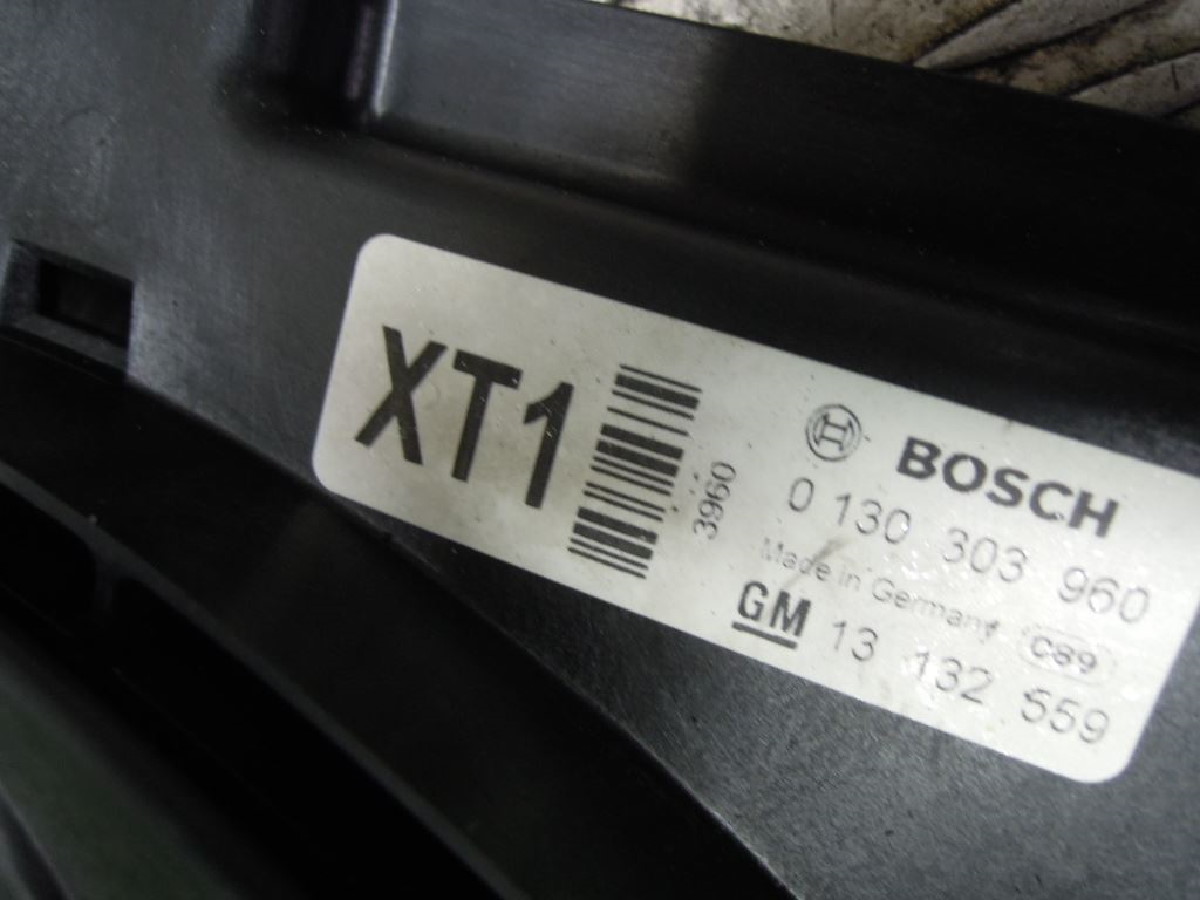 XT1
3960
BOSCH
0 130 303 960
Made in Germany
C89
GM 13 132 559